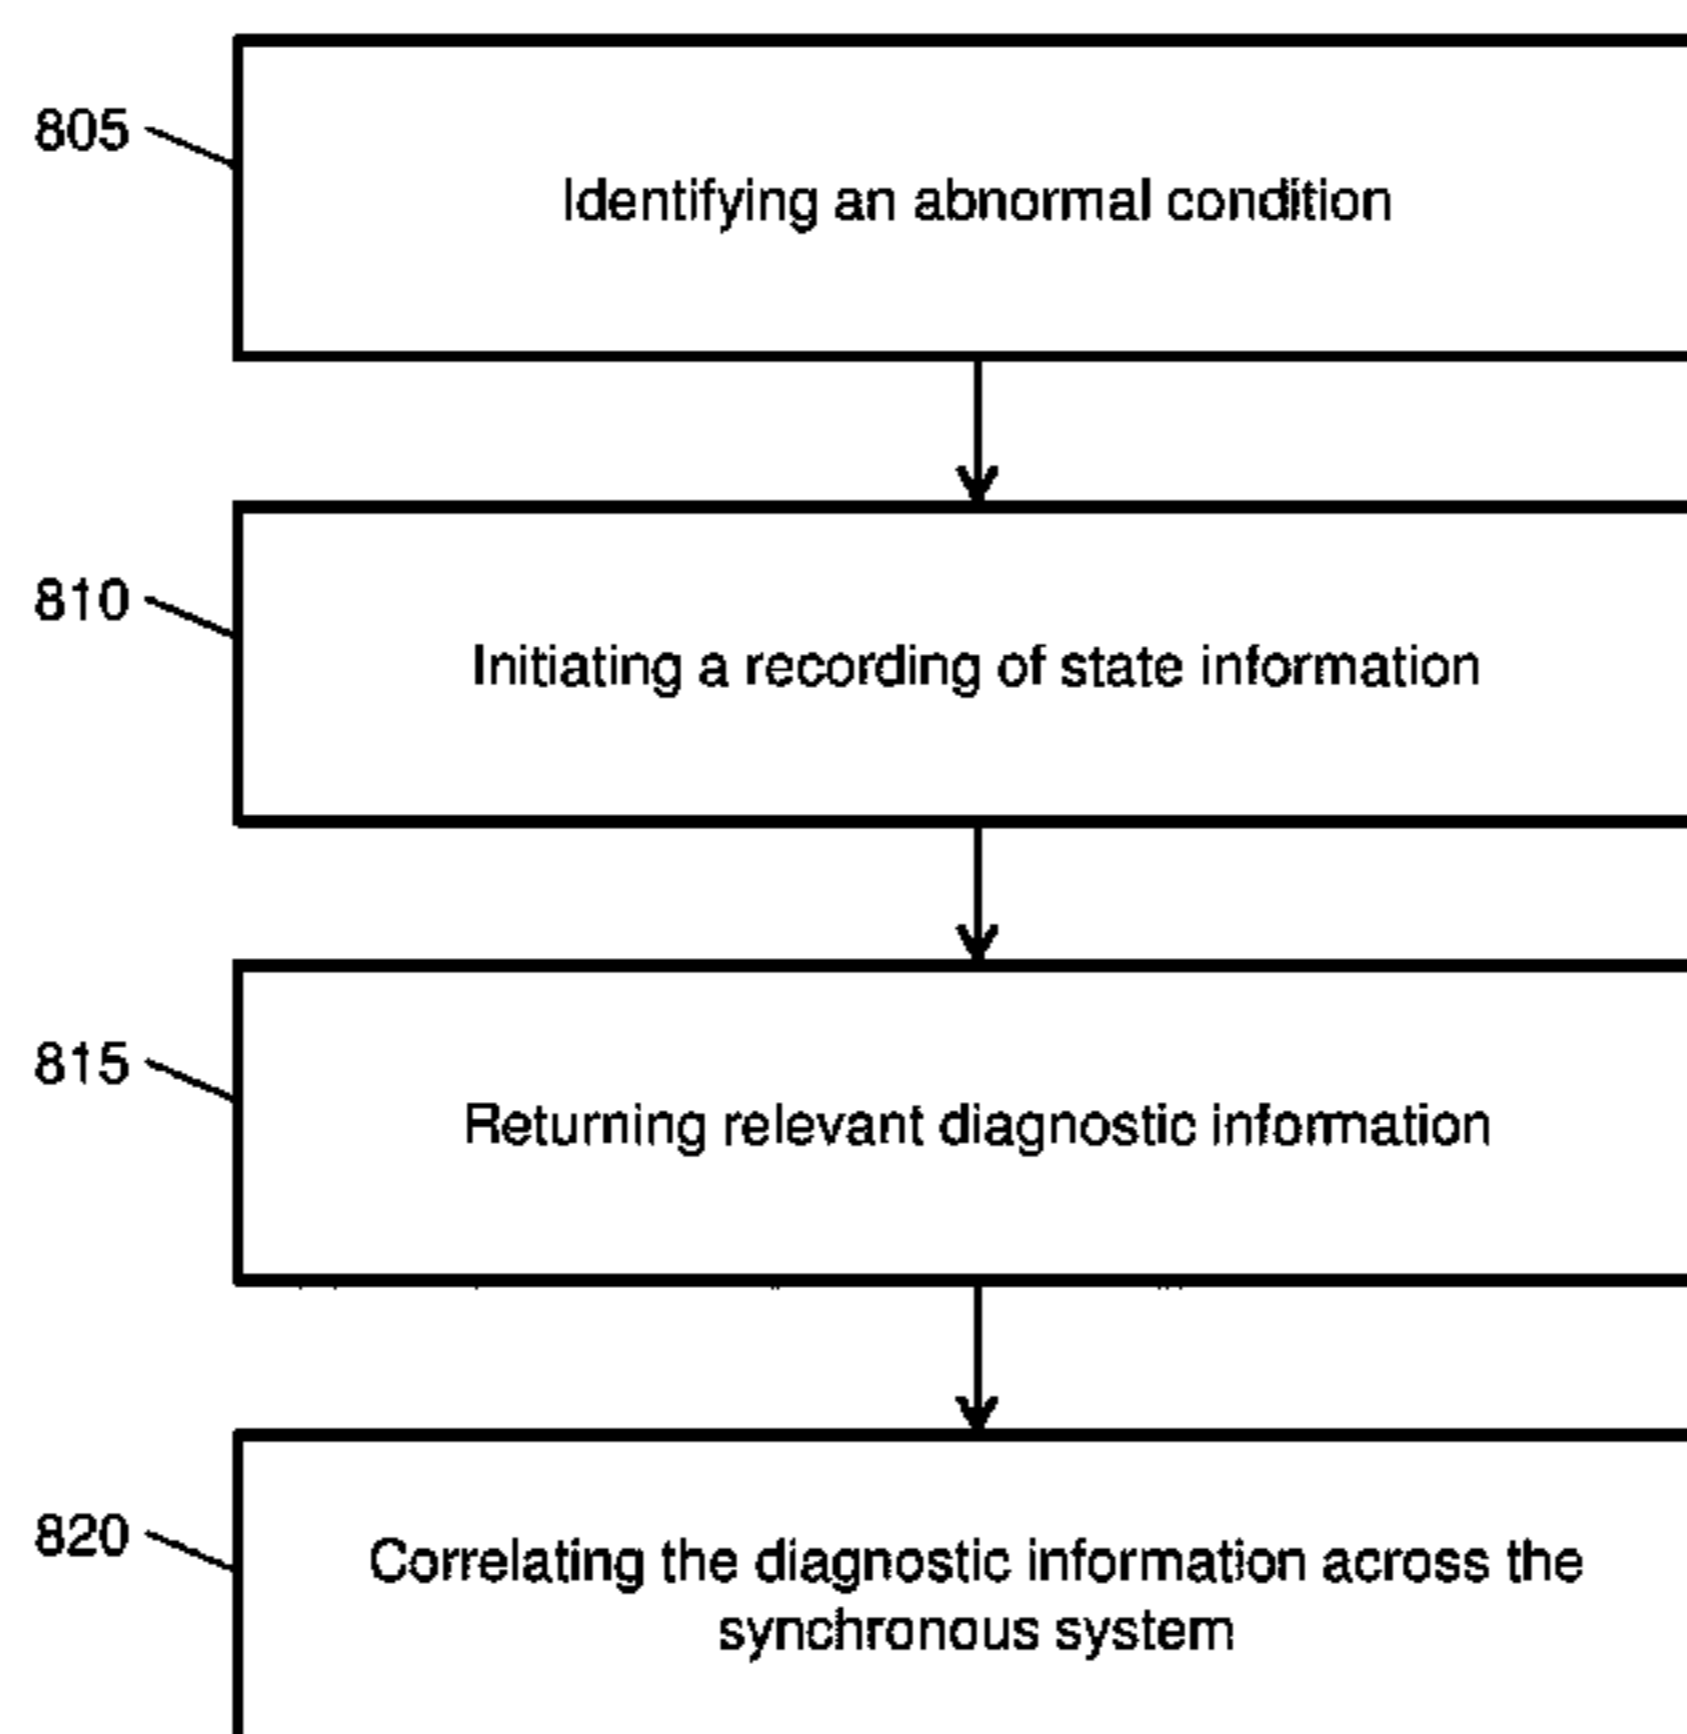 805
Identifying an abnormal condition
810
Initiating a recording of state information
815
Returning relevant diagnostic information
820
Correlating the diagnostic information across the
synchronous system